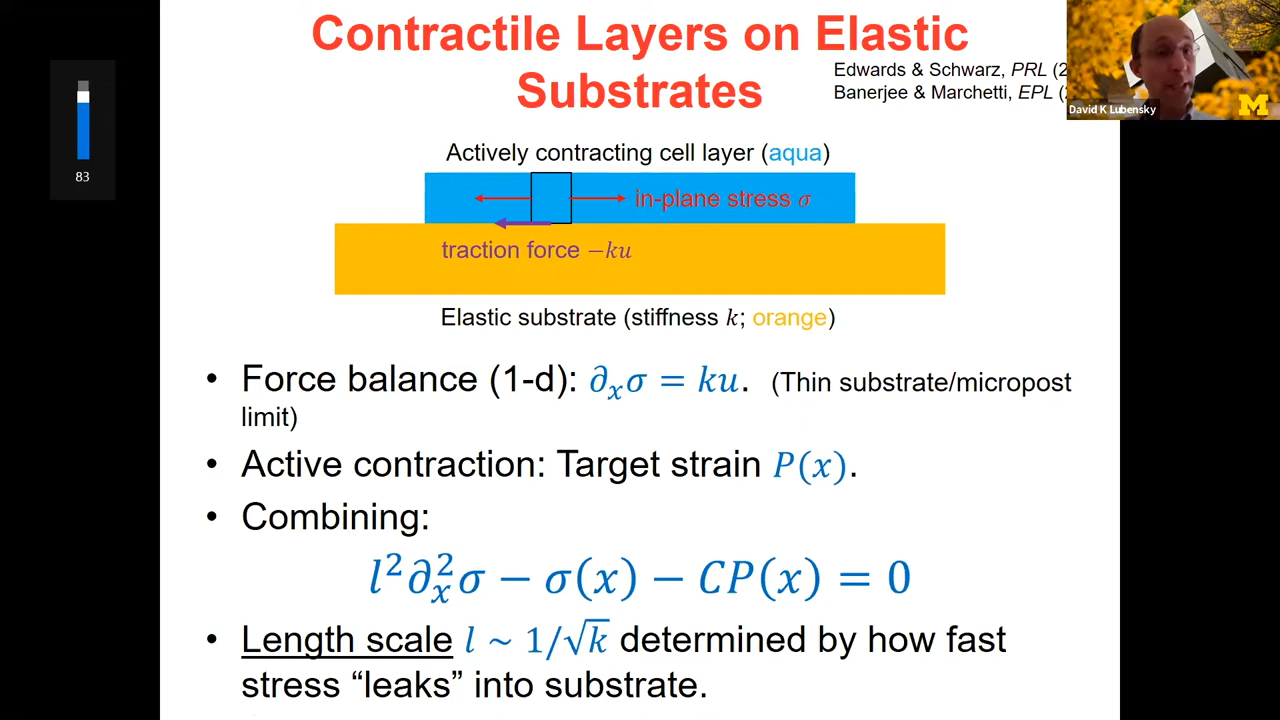 Contractile Layers on Elastic
Substrates
Edwards & Schwarz, PRL (2
Banerjee & Marchetti, EPL (
David K Lubensky
M
83
Actively contracting cell layer (aqua)
in-plane stress σ
traction force −ku
Elastic substrate (stiffness k; orange)
• Force balance (1-d): ∂ₓσ = ku. (Thin substrate/micropost
limit)
• Active contraction: Target strain P(x).
• Combining:
l²∂ₓ²σ − σ(x) − CP(x) = 0
• Length scale l ~ 1/√k determined by how fast
stress “leaks” into substrate.